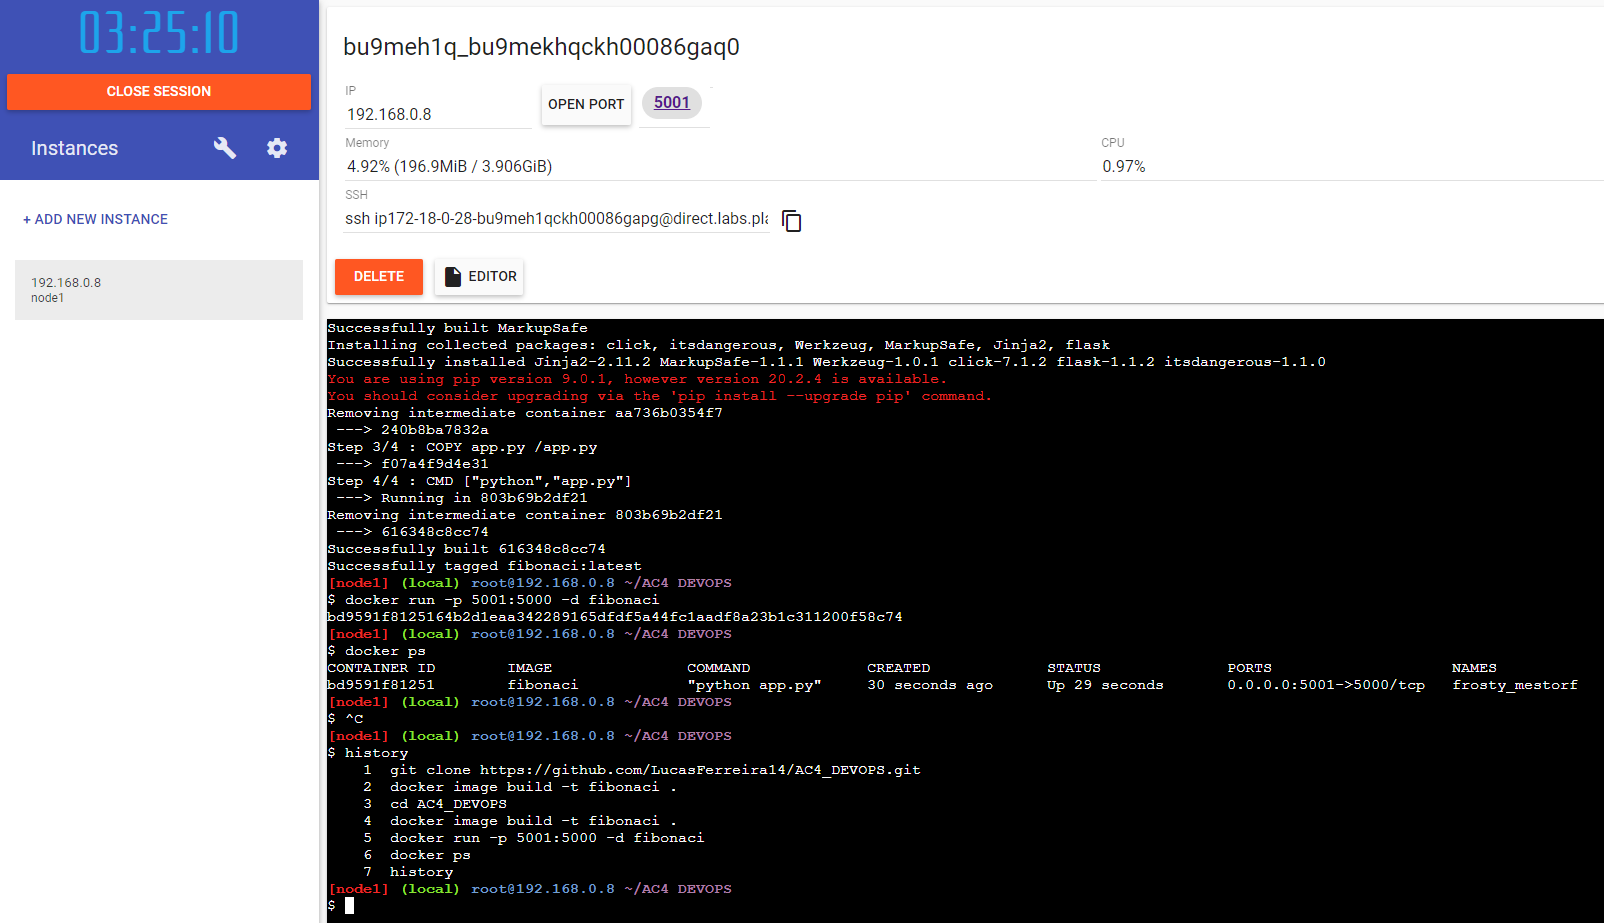 03:25:10
CLOSE SESSION
Instances
+ ADD NEW INSTANCE
192.168.0.8
node1
bu9meh1q_bu9mekhqckh00086gaq0
IP
192.168.0.8
OPEN PORT
5001
Memory
4.92% (196.9MiB / 3.906GiB)
CPU
0.97%
SSH
ssh ip172-18-0-28-bu9meh1qckh00086gapg@direct.labs.pla
DELETE
EDITOR
Successfully built MarkupSafe
Installing collected packages: click, itsdangerous, Werkzeug, MarkupSafe, Jinja2, flask
Successfully installed Jinja2-2.11.2 MarkupSafe-1.1.1 Werkzeug-1.0.1 click-7.1.2 flask-1.1.2 itsdangerous-1.1.0
You are using pip version 9.0.1, however version 20.2.4 is available.
You should consider upgrading via the 'pip install --upgrade pip' command.
Removing intermediate container aa736b0354f7
 ---> 240b8ba7832a
Step 3/4 : COPY app.py /app.py
 ---> f07a4f9d4e31
Step 4/4 : CMD ["python","app.py"]
 ---> Running in 803b69b2df21
Removing intermediate container 803b69b2df21
 ---> 616348c8cc74
Successfully built 616348c8cc74
Successfully tagged fibonaci:latest
[node1] (local) root@192.168.0.8 ~/AC4_DEVOPS
$ docker run -p 5001:5000 -d fibonaci
bd9591f8125164b2d1eaa342289165dfdf5a44fc1aadf8a23b1c311200f58c74
[node1] (local) root@192.168.0.8 ~/AC4_DEVOPS
$ docker ps
CONTAINER ID IMAGE COMMAND CREATED STATUS PORTS NAMES
bd9591f81251 fibonaci "python app.py" 30 seconds ago Up 29 seconds 0.0.0.0:5001->5000/tcp frosty_mestorf
[node1] (local) root@192.168.0.8 ~/AC4_DEVOPS
$ ^C
[node1] (local) root@192.168.0.8 ~/AC4_DEVOPS
$ history
1 git clone https://github.com/LucasFerreira14/AC4_DEVOPS.git
2 docker image build -t fibonaci .
3 cd AC4_DEVOPS
4 docker image build -t fibonaci .
5 docker run -p 5001:5000 -d fibonaci
6 docker ps
7 history
[node1] (local) root@192.168.0.8 ~/AC4_DEVOPS
$